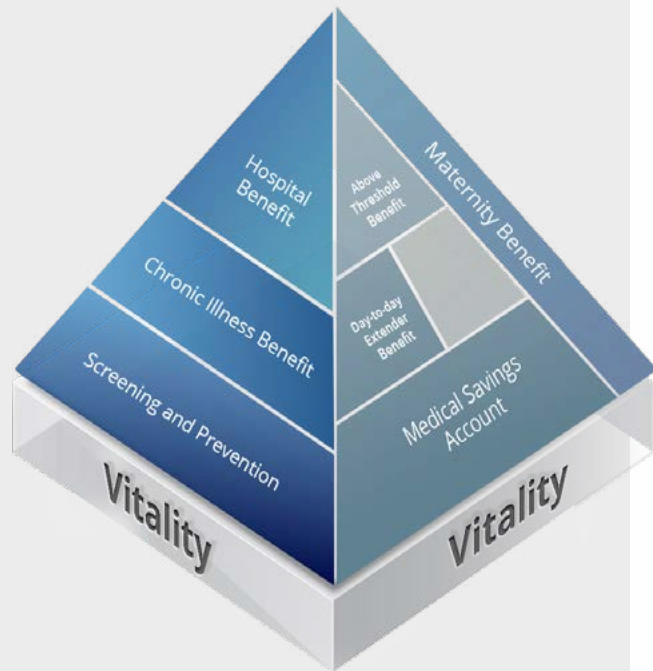 Hospital
Benefit
Chronic Illness Benefit
Screening and Prevention
Vitality
Maternity Benefit
Above
Threshold
Benefit
Day-to-day
Extender
Benefit
Medical Savings
Account
Vitality